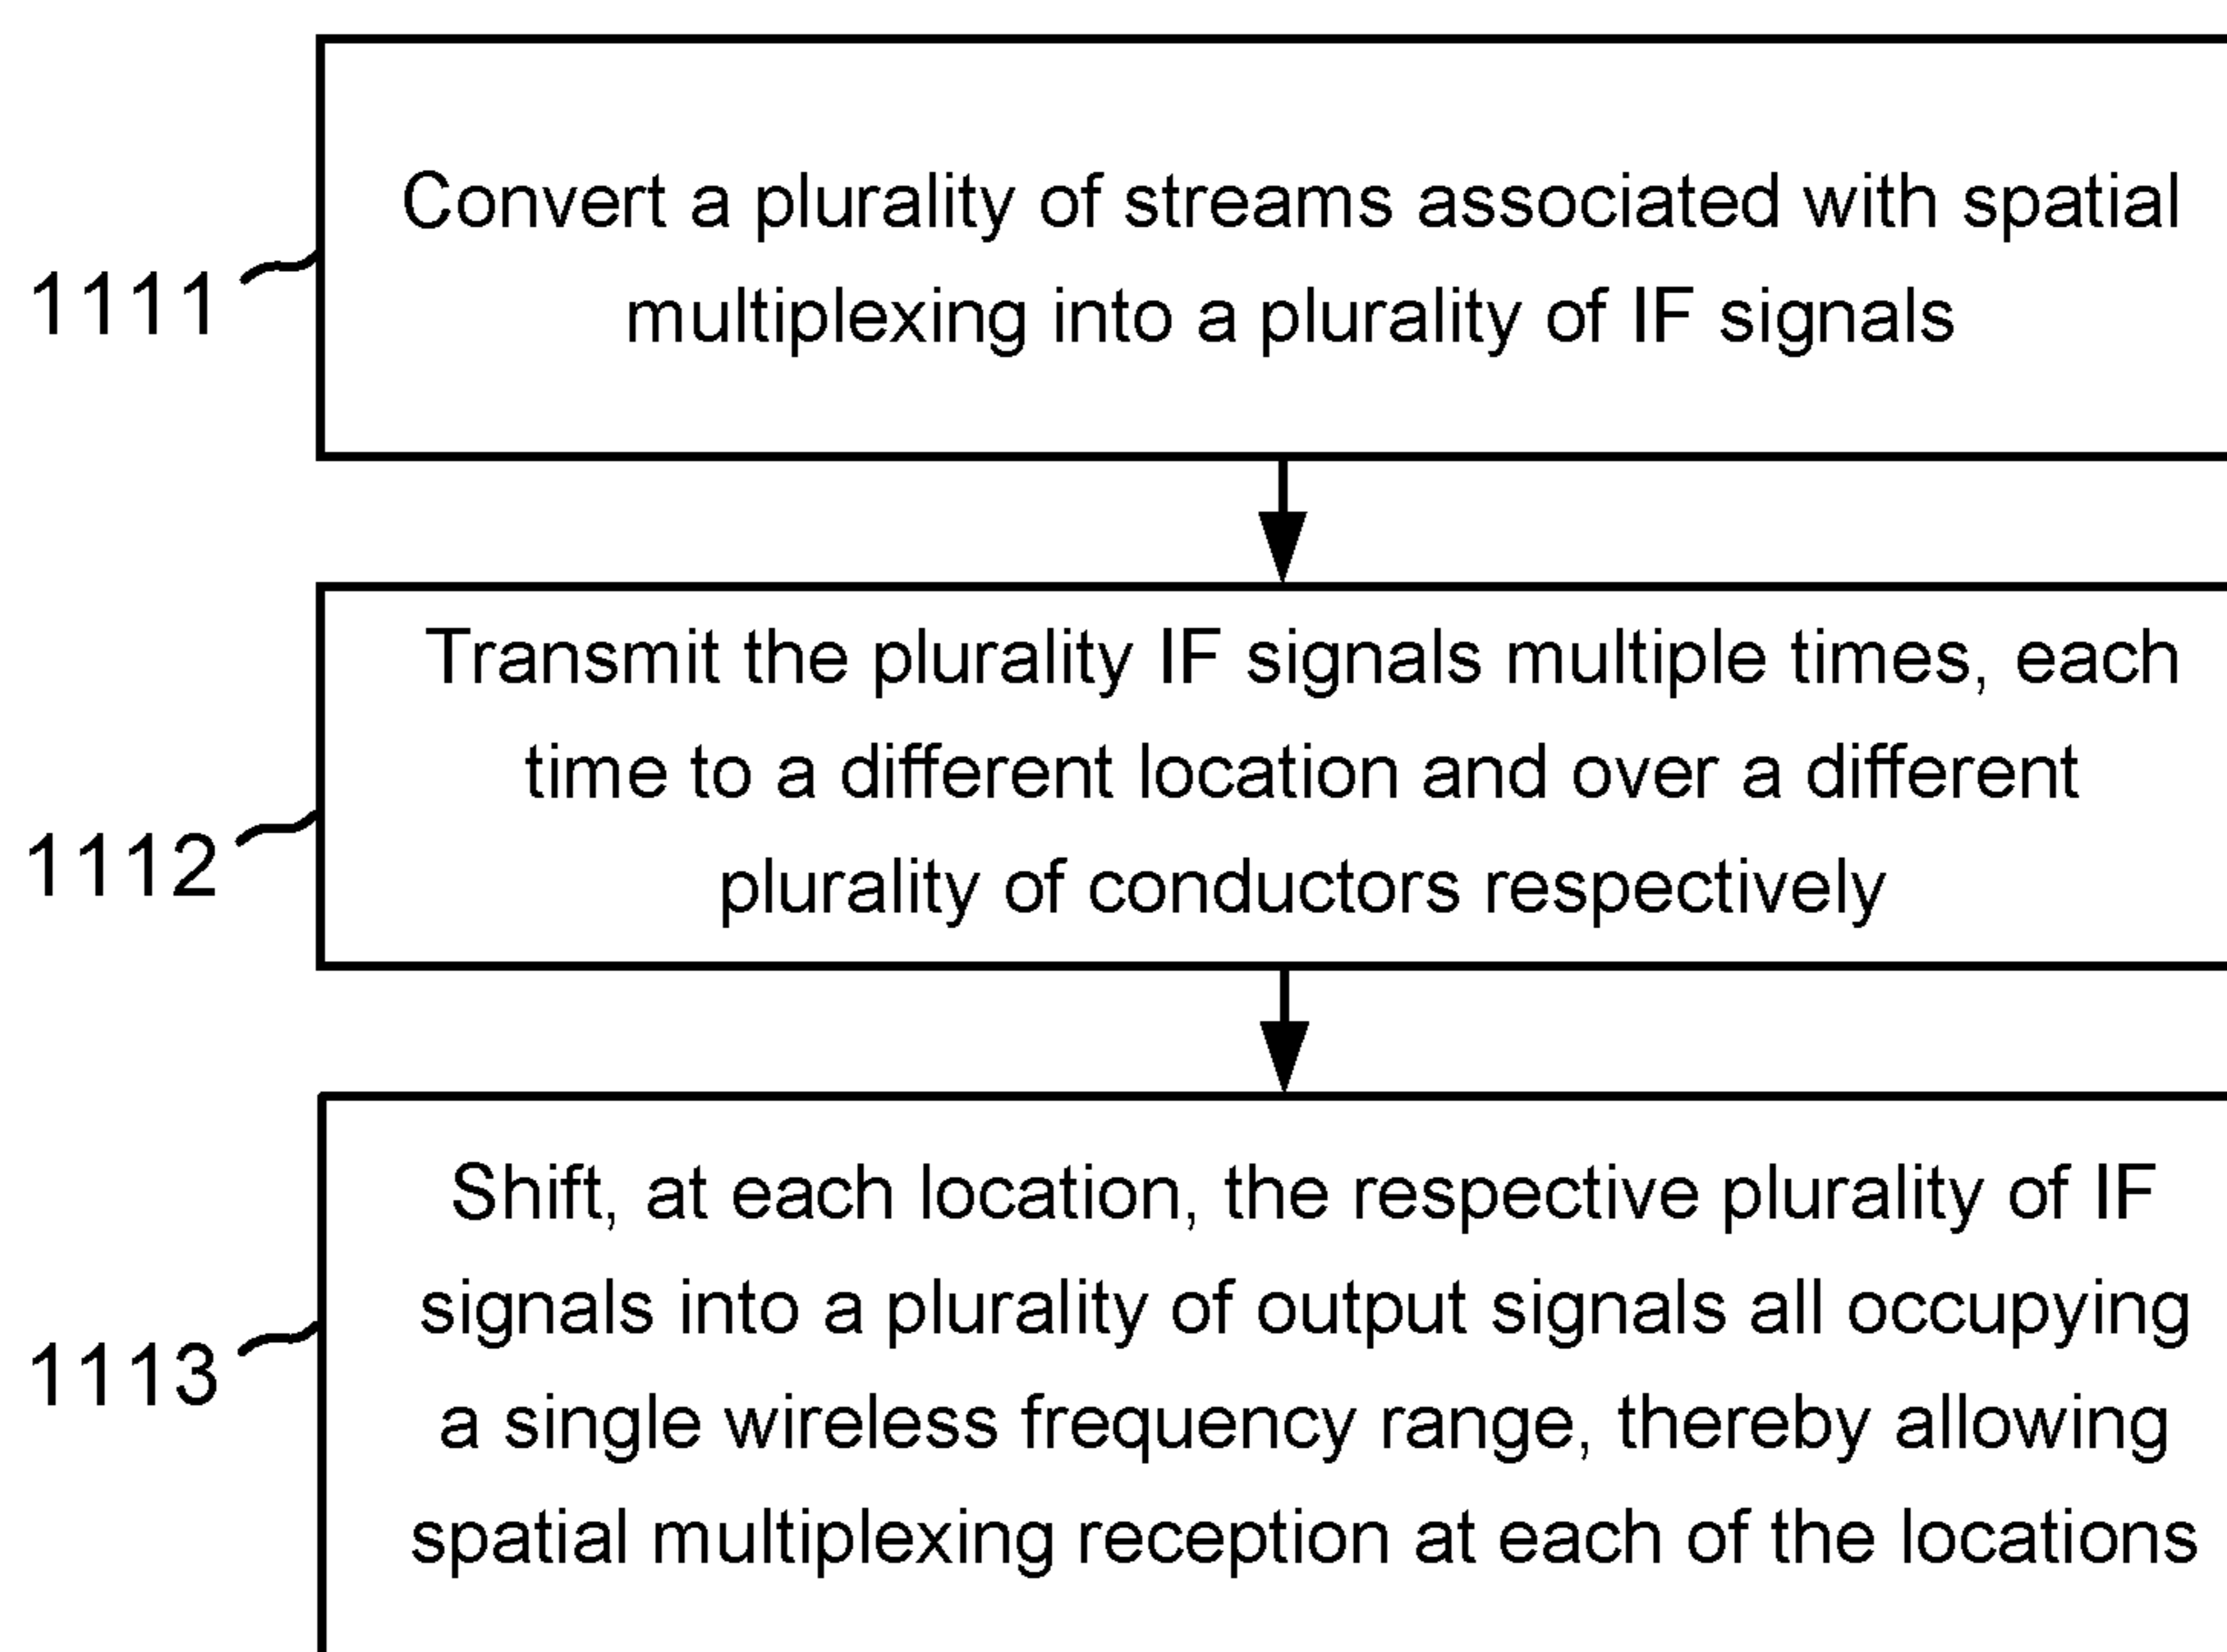 Convert a plurality of streams associated with spatial
multiplexing into a plurality of IF signals
1111
Transmit the plurality IF signals multiple times, each
time to a different location and over a different
plurality of conductors respectively
1112
Shift, at each location, the respective plurality of IF
signals into a plurality of output signals all occupying
a single wireless frequency range, thereby allowing
spatial multiplexing reception at each of the locations
1113